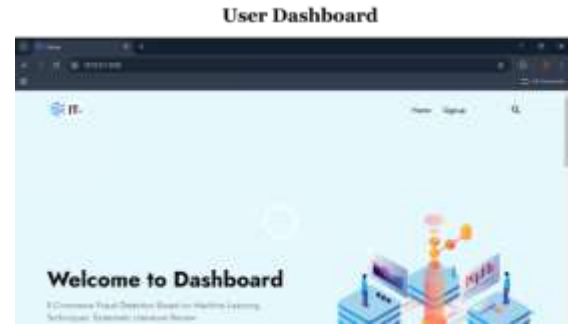 User Dashboard
Home
IT.
Home Signup
Welcome to Dashboard
E-Commerce Fraud Detection Based on Machine Learning
Techniques: Systematic Literature Review